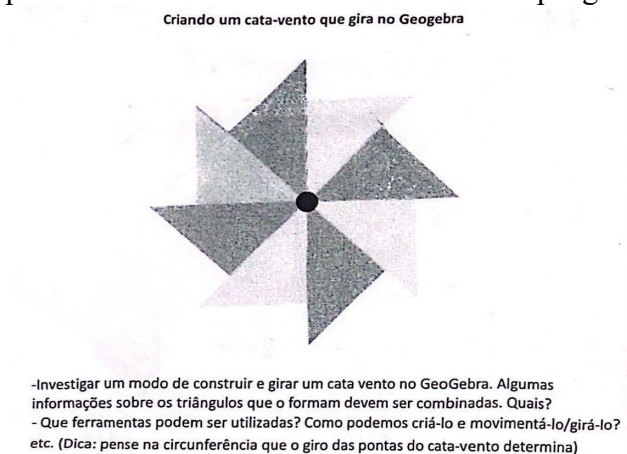 Criando um cata-vento que gira no Geogebra
-Investigar um modo de construir e girar um cata vento no GeoGebra. Algumas
informações sobre os triângulos que o formam devem ser combinadas. Quais?
- Que ferramentas podem ser utilizadas? Como podemos criá-lo e movimentá-lo/girá-lo?
etc. (Dica: pense na circunferência que o giro das pontas do cata-vento determina)